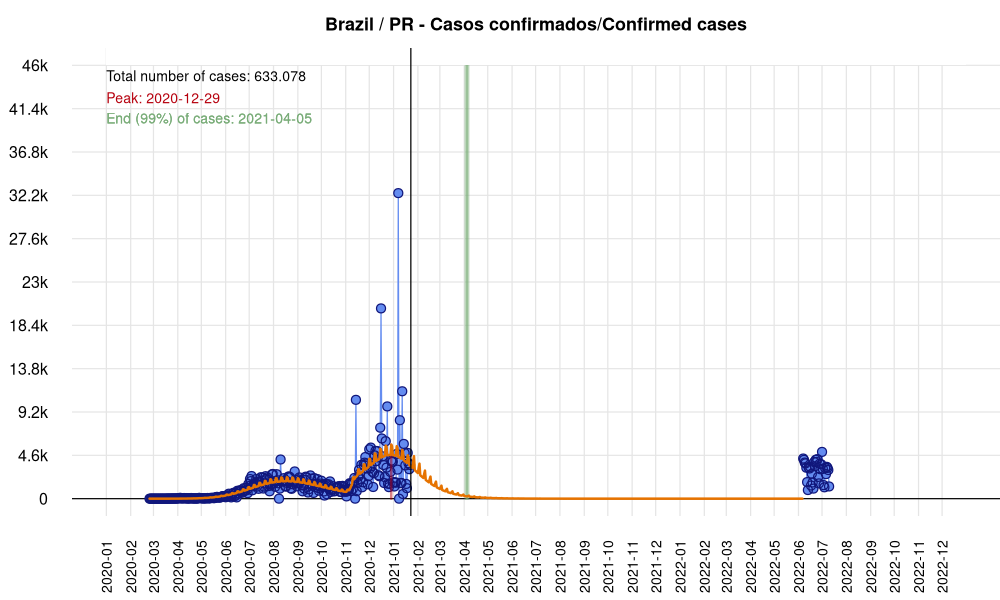 Brazil / PR - Casos confirmados/Confirmed cases
Total number of cases: 633.078
Peak: 2020-12-29
End (99%) of cases: 2021-04-05
46k
41.4k
36.8k
32.2k
27.6k
23k
18.4k
13.8k
9.2k
4.6k
0
2020-01
2020-02
2020-03
2020-04
2020-05
2020-06
2020-07
2020-08
2020-09
2020-10
2020-11
2020-12
2021-01
2021-02
2021-03
2021-04
2021-05
2021-06
2021-07
2021-08
2021-09
2021-10
2021-11
2021-12
2022-01
2022-02
2022-03
2022-04
2022-05
2022-06
2022-07
2022-08
2022-09
2022-10
2022-11
2022-12